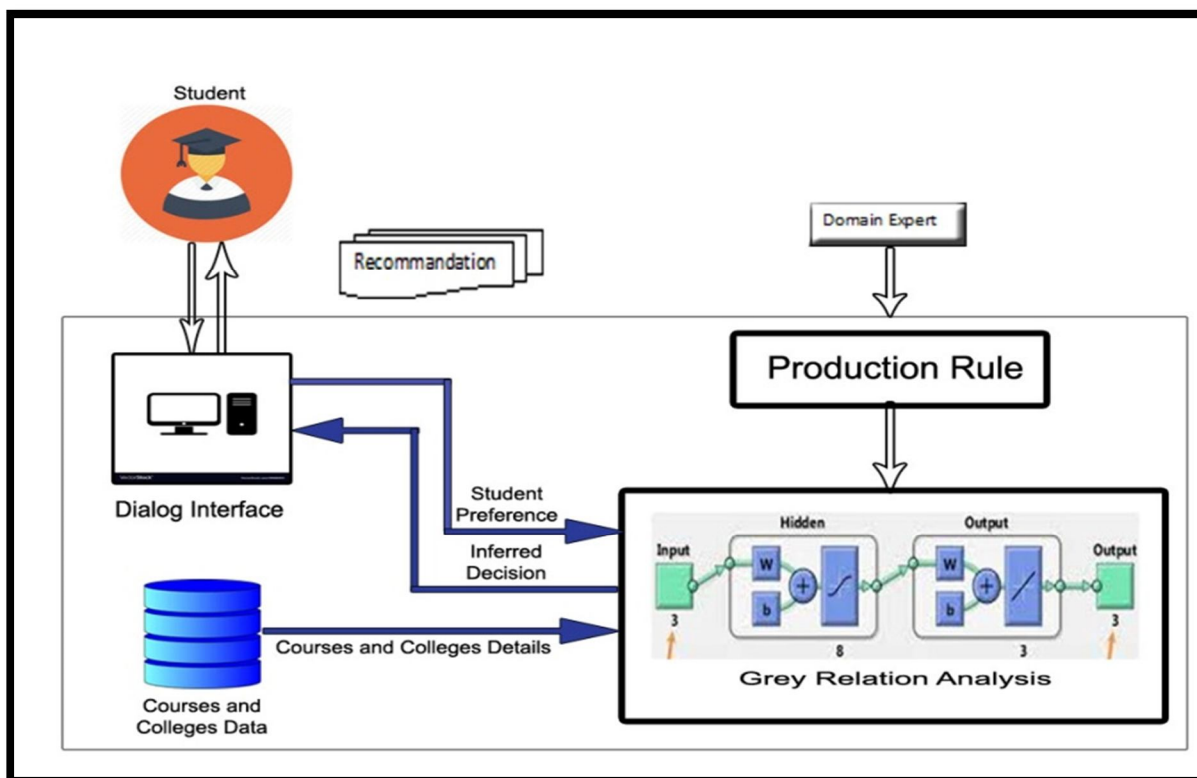 Student
Domain Expert
Recommandation
Production Rule
Dialog Interface
Student
Preference
Inferred
Decision
Hidden
Output
Input
W
b
+
8
W
b
+
3
Output
3
3
Courses and Colleges Details
Grey Relation Analysis
Courses and
Colleges Data